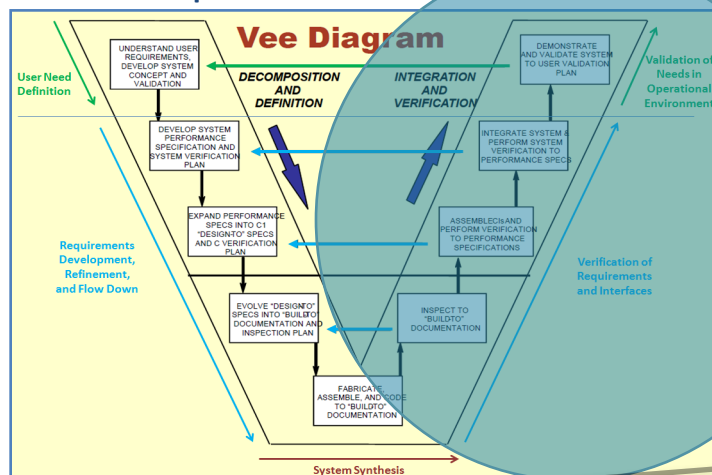 Vee Diagram
User Need
Definition
UNDERSTAND USER
REQUIREMENTS,
DEVELOP SYSTEM
CONCEPT AND
VALIDATION
DECOMPOSITION
AND
DEFINITION
INTEGRATION
AND
VERIFICATION
DEMONSTRATE
AND VALIDATE SYSTEM
TO USER VALIDATION
PLAN
Validation of
Needs in
Operational
Environment
DEVELOP SYSTEM
PERFORMANCE
SPECIFICATION AND
SYSTEM VERIFICATION
PLAN
INTEGRATE SYSTEM &
PERFORM SYSTEM
VERIFICATION TO
PERFORMANCE SPECS
EXPAND PERFORMANCE
SPECS INTO C1
"DESIGN-TO" SPECS
AND C VERIFICATION
PLAN
ASSEMBLECIs AND
PERFORM VERIFICATION
TO PERFORMANCE
SPECIFICATIONS
Requirements
Development,
Refinement,
and Flow Down
Verification of
Requirements
and Interfaces
EVOLVE "DESIGN-TO"
SPECS INTO "BUILD-TO"
DOCUMENTATION AND
INSPECTION PLAN
INSPECT TO
"BUILD-TO"
DOCUMENTATION
FABRICATE,
ASSEMBLE, AND CODE
TO "BUILD-TO"
DOCUMENTATION
System Synthesis